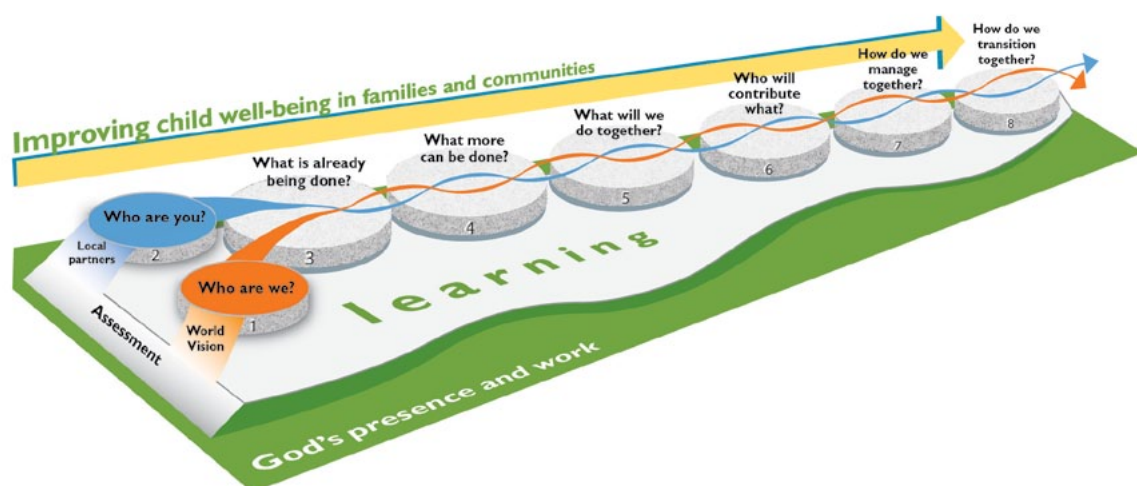 Improving child well-being in families and communities
Who are we?
1
World
Vision
Who are you?
2
Local
partners
Assessment
What is already
being done?
3
What more
can be done?
4
What will we
do together?
5
Who will
contribute
what?
6
How do we
manage
together?
7
How do we
transition
together?
8
learning
God's presence and work